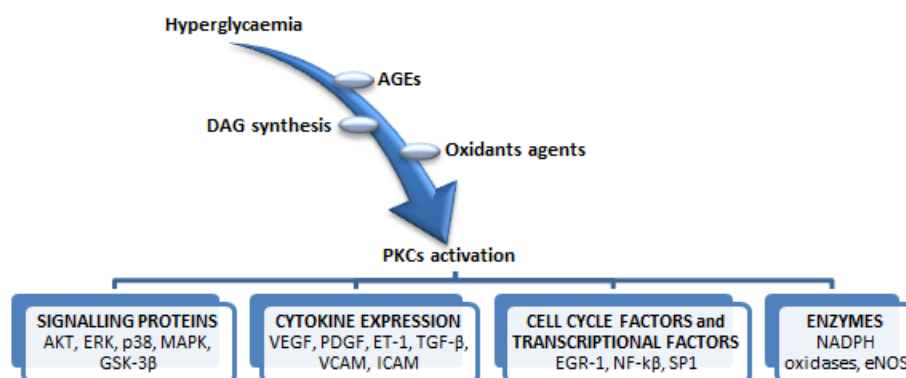 Hyperglycaemia
AGEs
DAG synthesis
Oxidants agents
PKCs activation
SIGNALLING PROTEINS
AKT, ERK, p38, MAPK,
GSK-3β
CYTOKINE EXPRESSION
VEGF, PDGF, ET-1, TGF-β,
VCAM, ICAM
CELL CYCLE FACTORS and
TRANSCRIPTIONAL FACTORS
EGR-1, NF-kβ, SP1
ENZYMES
NADPH
oxidases, eNOS